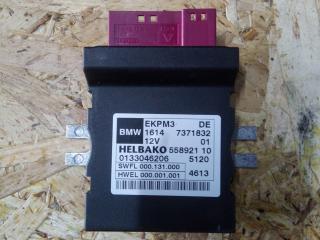 EKPM3 DE
BMW 1614 7371832
12V 01
HELBAKO 558921 10
0133046206 5120
SWFL 000.131.000
HWEL 000.001.001 4613